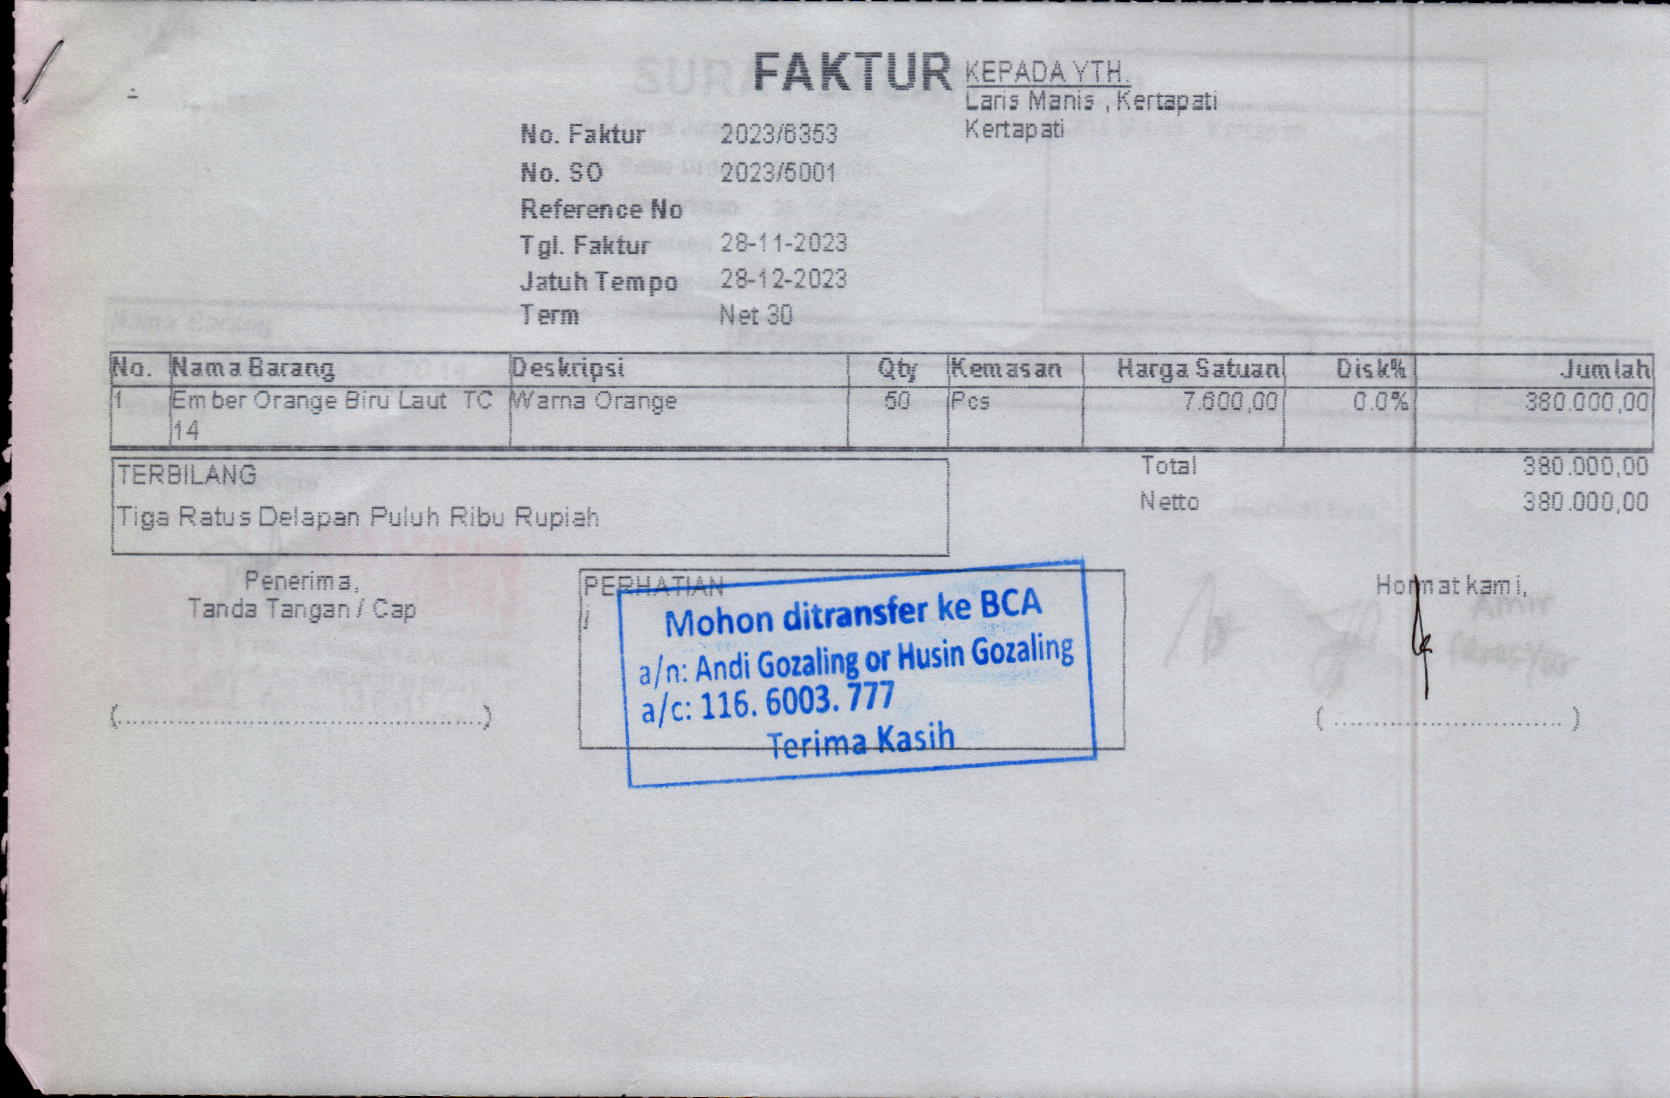 FAKTUR
KEPADA YTH.
Laris Manis , Kertapati
Kertapati
No. Faktur 2023/6353
No. SO 2023/5001
Reference No
Tgl. Faktur 28-11-2023
Jatuh Tempo 28-12-2023
Term Net 30
No. Nama Barang Deskripsi Qty Kemasan Harga Satuan Disk% Jumlah
1 Ember Orange Biru Laut TC Warna Orange 50 Pcs 7.600,00 0.0% 380.000,00
14
TERBILANG
Tiga Ratus Delapan Puluh Ribu Rupiah
Total 380.000,00
Netto 380.000,00
Penerima,
Tanda Tangan / Cap
PERHATIAN
Mohon ditransfer ke BCA
a/n: Andi Gozaling or Husin Gozaling
a/c: 116. 6003. 777
Terima Kasih
Hormat kami,
(..............................................)
( ............................ )